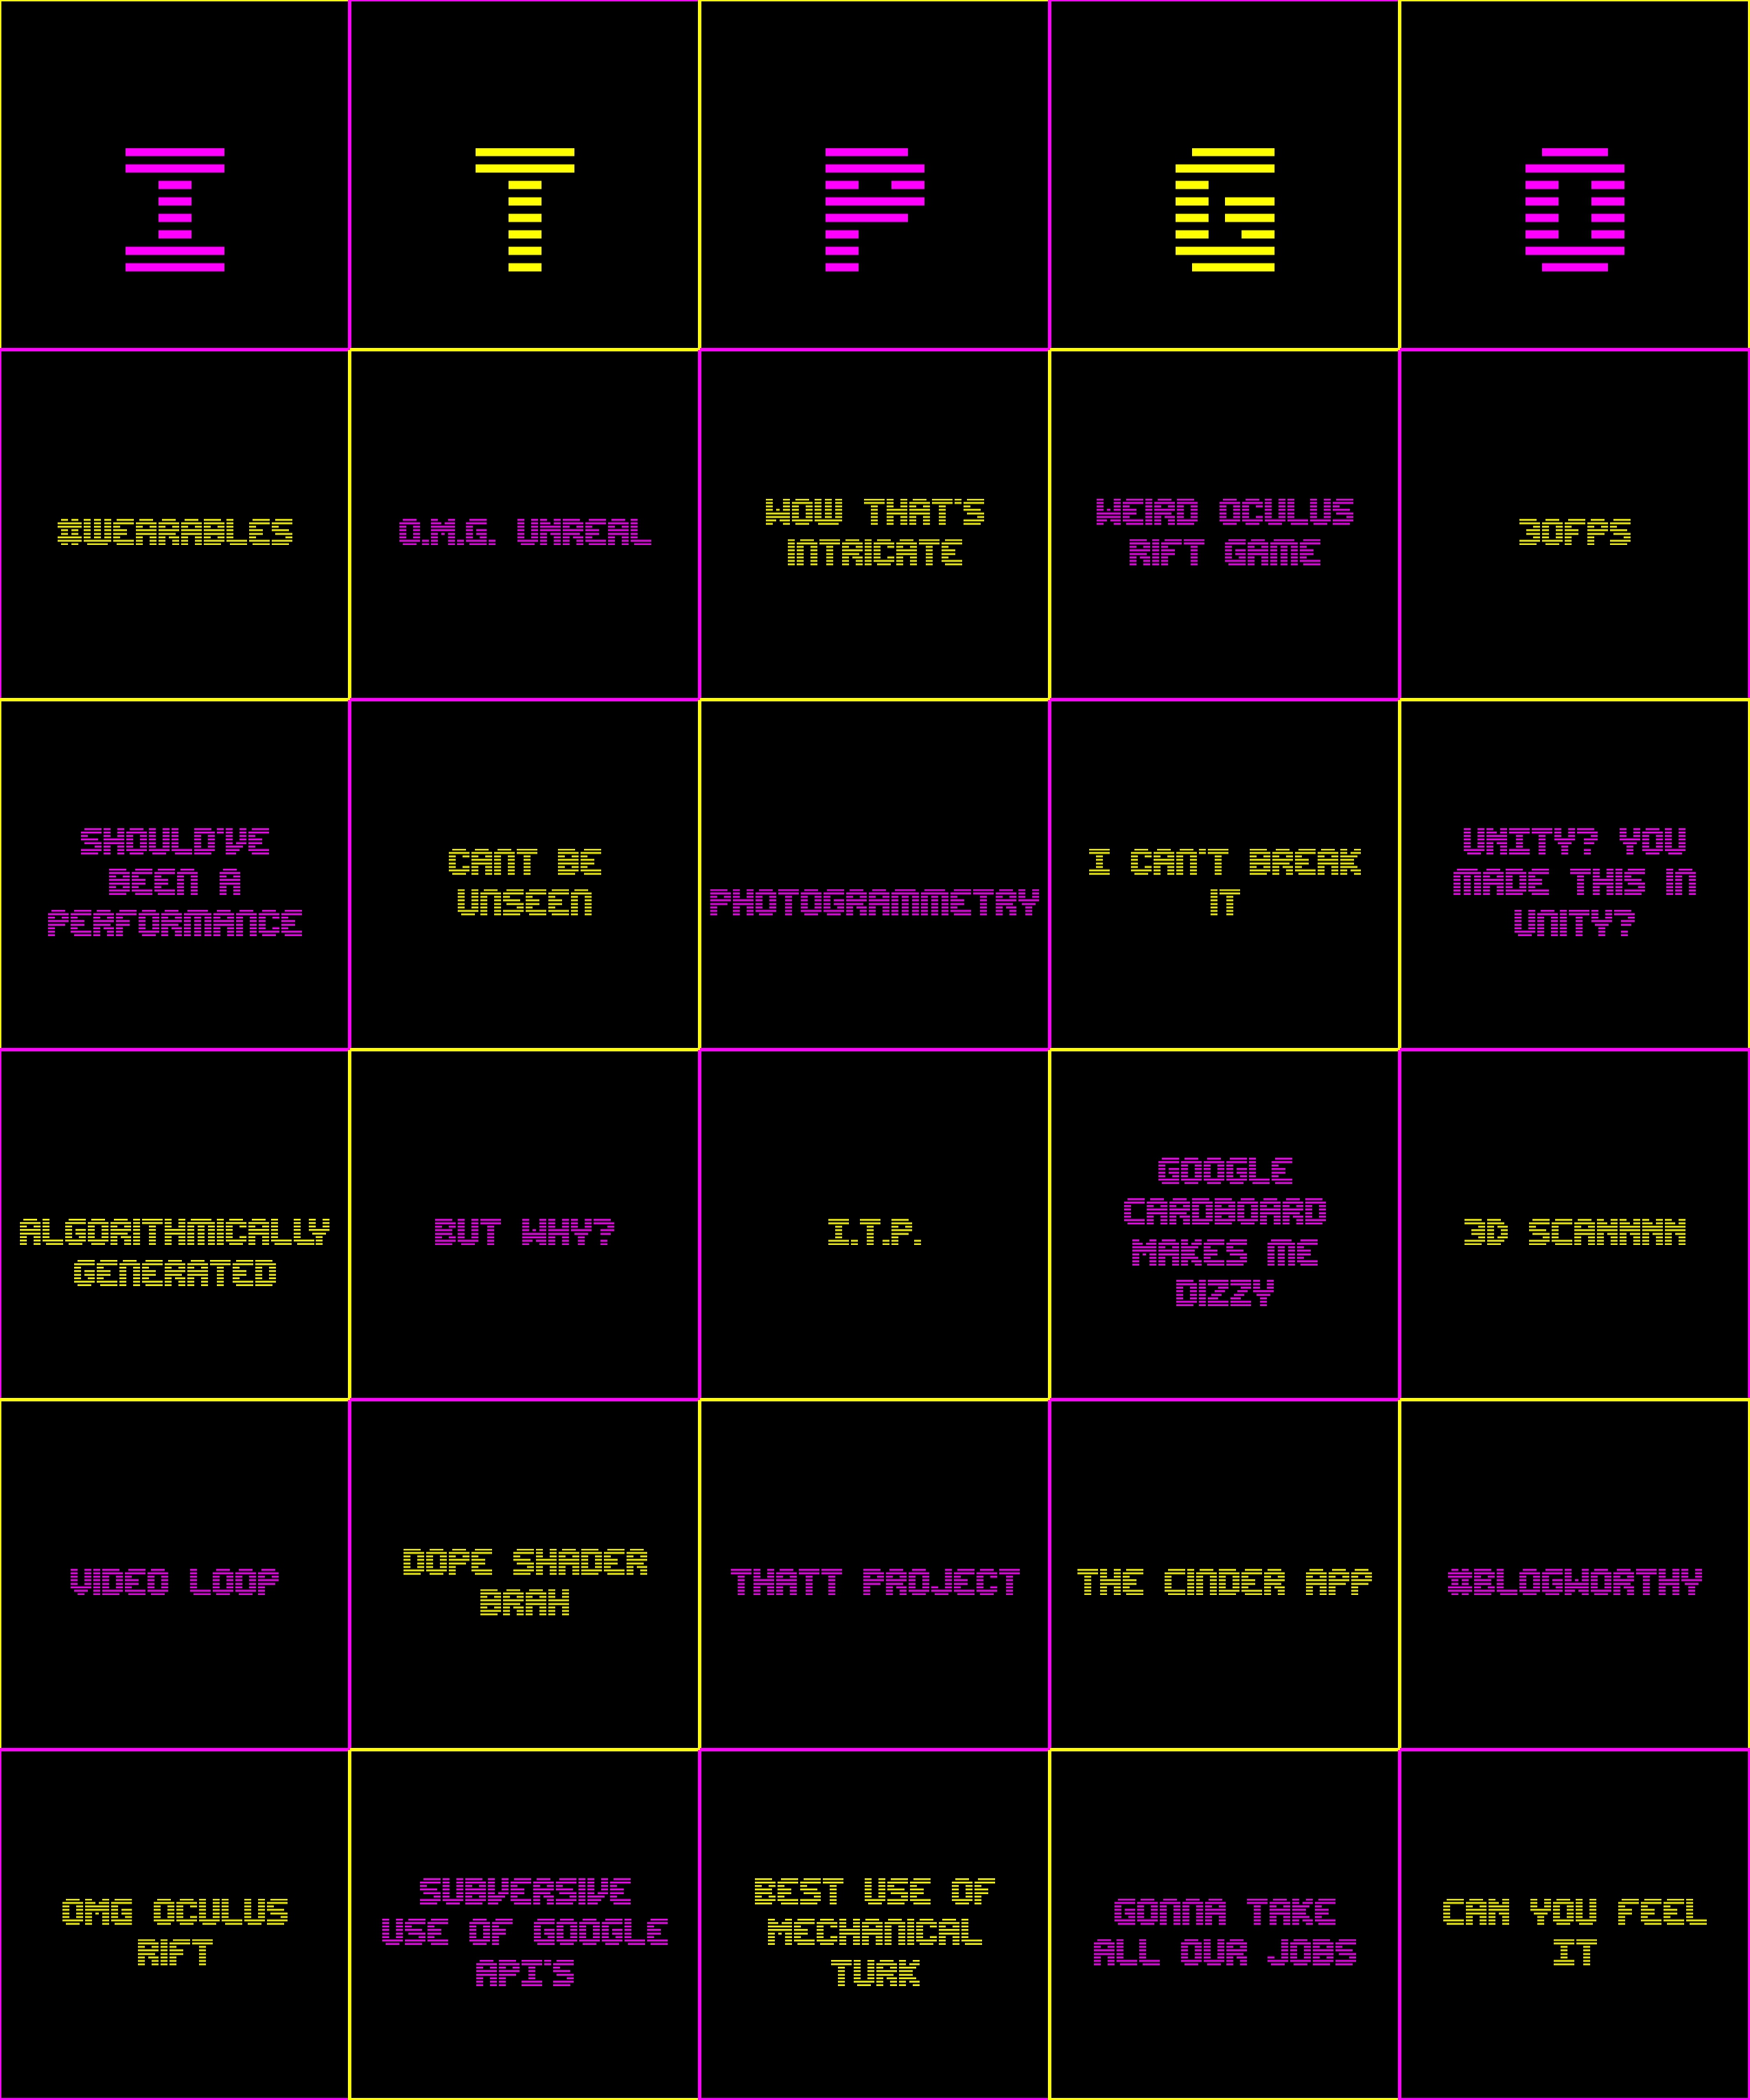 I T P G O
#WEARABLES
O.M.G. UNREAL
WOW THAT'S
INTRICATE
WEIRD OCULUS
RIFT GAME
30FPS
SHOULD'VE
BEEN A
PERFORMANCE
CANT BE
UNSEEN
PHOTOGRAMMETRY
I CAN'T BREAK
IT
UNITY? YOU
MADE THIS IN
UNITY?
ALGORITHMICALLY
GENERATED
BUT WHY?
I.T.P.
GOOGLE
CARDBOARD
MAKES ME
DIZZY
3D SCANNNN
VIDEO LOOP
DOPE SHADER
BRAH
THATT PROJECT
THE CINDER APP
#BLOGWORTHY
OMG OCULUS
RIFT
SUBVERSIVE
USE OF GOOGLE
API'S
BEST USE OF
MECHANICAL
TURK
GONNA TAKE
ALL OUR JOBS
CAN YOU FEEL
IT